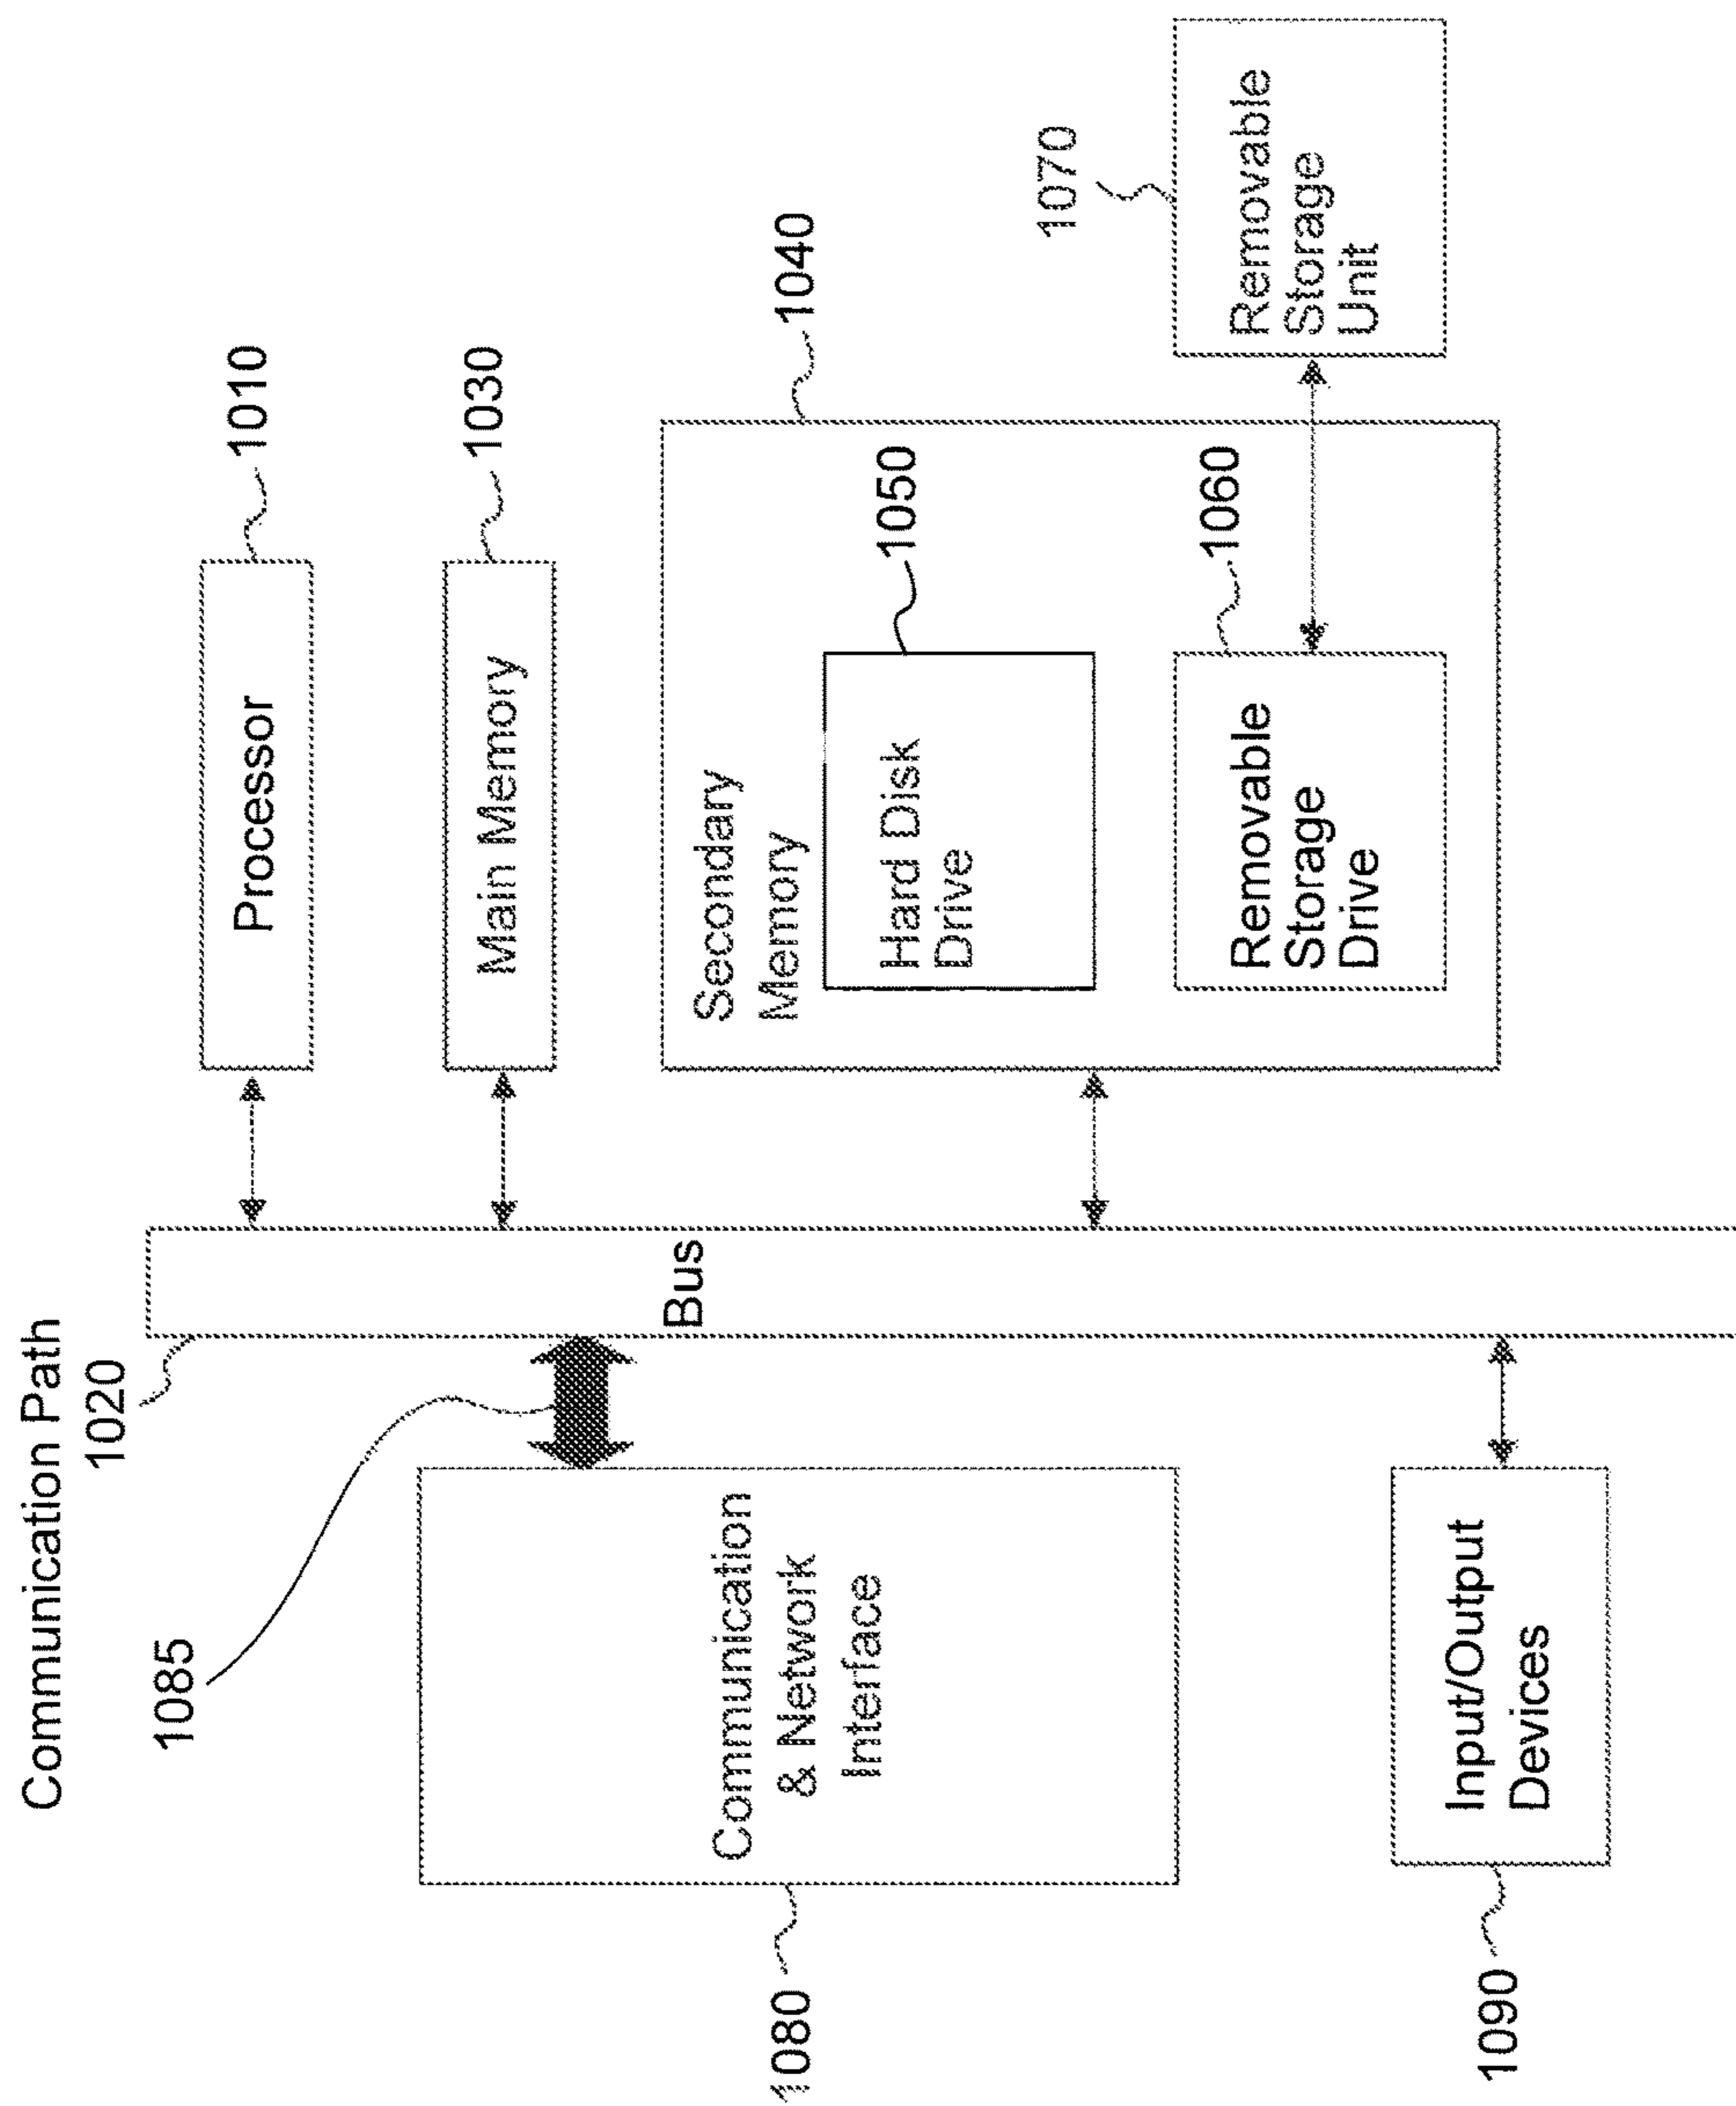 Communication Path
1020
1085
Processor
1010
Main Memory
1030
Bus
Secondary
Memory
1040
Hard Disk
Drive
1050
Removable
Storage
Drive
1060
Removable
Storage
Unit
1070
Communication
& Network
Interface
1080
Input/Output
Devices
1090